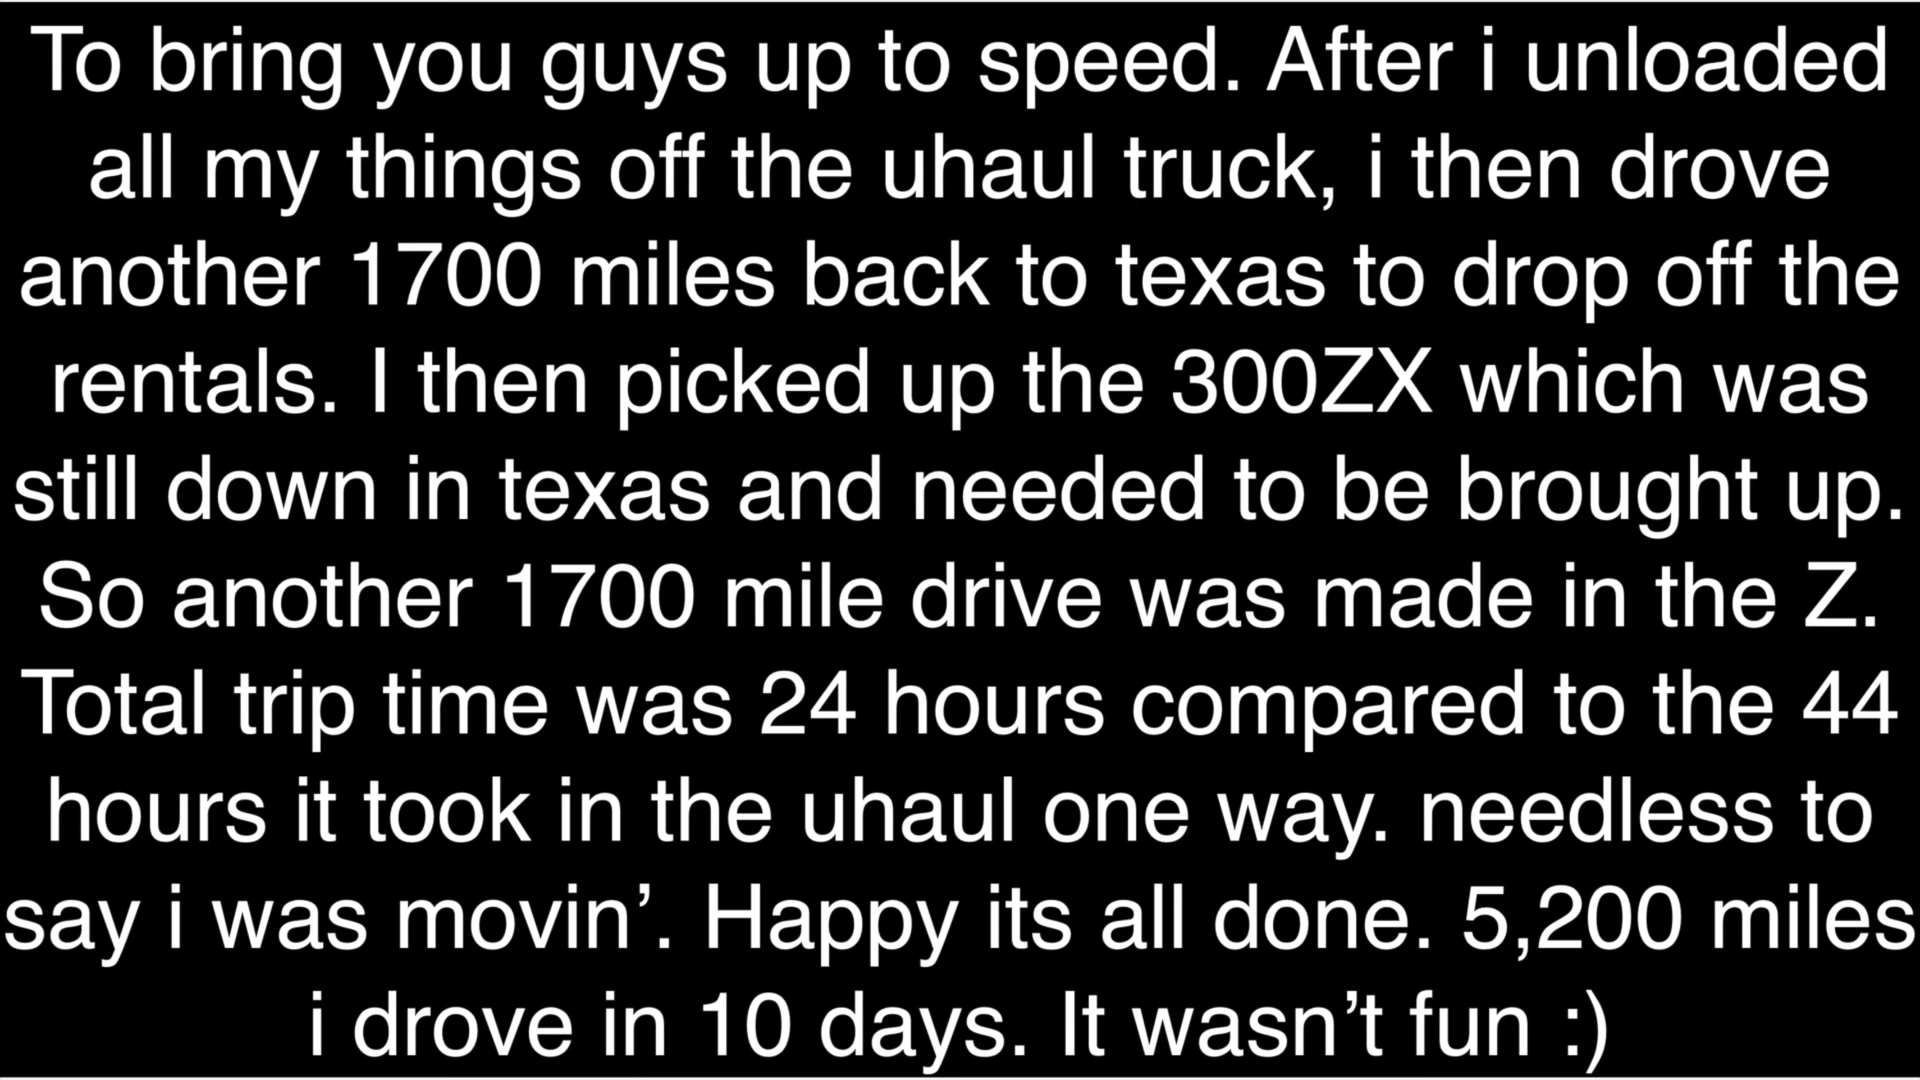 To bring you guys up to speed. After i unloaded
all my things off the uhaul truck, i then drove
another 1700 miles back to texas to drop off the
rentals. I then picked up the 300ZX which was
still down in texas and needed to be brought up.
So another 1700 mile drive was made in the Z.
Total trip time was 24 hours compared to the 44
hours it took in the uhaul one way. needless to
say i was movin’. Happy its all done. 5,200 miles
i drove in 10 days. It wasn’t fun :)